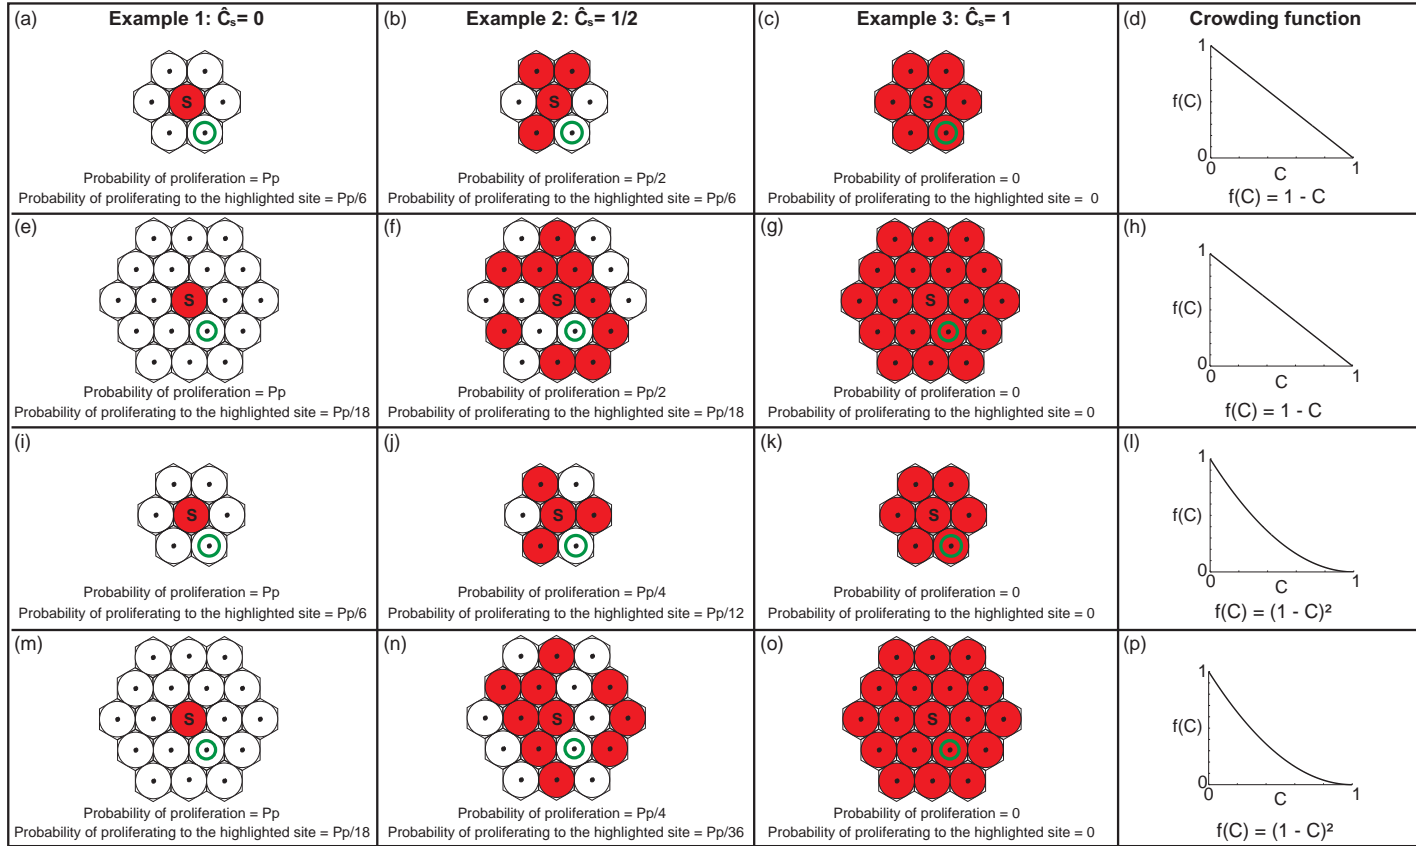 (a) Example 1: Ĉₛ= 0
S
Probability of proliferation = Pp
Probability of proliferating to the highlighted site = Pp/6
(b) Example 2: Ĉₛ= 1/2
S
Probability of proliferation = Pp/2
Probability of proliferating to the highlighted site = Pp/6
(c) Example 3: Ĉₛ= 1
S
Probability of proliferation = 0
Probability of proliferating to the highlighted site = 0
(d) Crowding function
1
f(C)
0
0 C 1
f(C) = 1 - C
(e)
S
Probability of proliferation = Pp
Probability of proliferating to the highlighted site = Pp/18
(f)
S
Probability of proliferation = Pp/2
Probability of proliferating to the highlighted site = Pp/18
(g)
S
Probability of proliferation = 0
Probability of proliferating to the highlighted site = 0
(h)
1
f(C)
0
0 C 1
f(C) = 1 - C
(i)
S
Probability of proliferation = Pp
Probability of proliferating to the highlighted site = Pp/6
(j)
S
Probability of proliferation = Pp/4
Probability of proliferating to the highlighted site = Pp/12
(k)
S
Probability of proliferation = 0
Probability of proliferating to the highlighted site = 0
(l)
1
f(C)
0
0 C 1
f(C) = (1 - C)²
(m)
S
Probability of proliferation = Pp
Probability of proliferating to the highlighted site = Pp/18
(n)
S
Probability of proliferation = Pp/4
Probability of proliferating to the highlighted site = Pp/36
(o)
S
Probability of proliferation = 0
Probability of proliferating to the highlighted site = 0
(p)
1
f(C)
0
0 C 1
f(C) = (1 - C)²